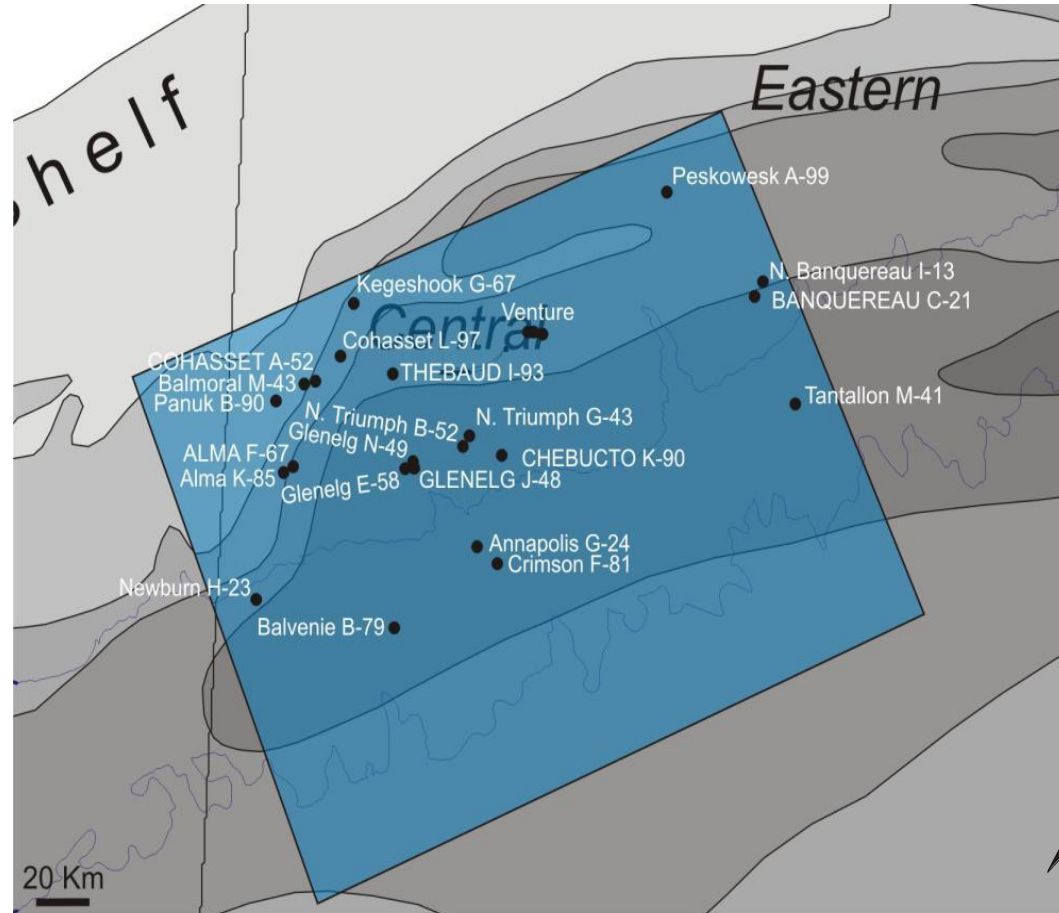 Shelf
Eastern
Peskowesk A-99
N. Banquereau I-13
BANQUEREAU C-21
Kegeshook G-67
Central
Venture
Cohasset L-97
COHASSET A-52
THEBAUD I-93
Balmoral M-43
Panuk B-90
Tantallon M-41
N. Triumph B-52
N. Triumph G-43
Glenelg N-49
CHEBUCTO K-90
ALMA F-67
Alma K-85
Glenelg E-58
GLENELG J-48
Annapolis G-24
Crimson F-81
Newburn H-23
Balvenie B-79
20 Km